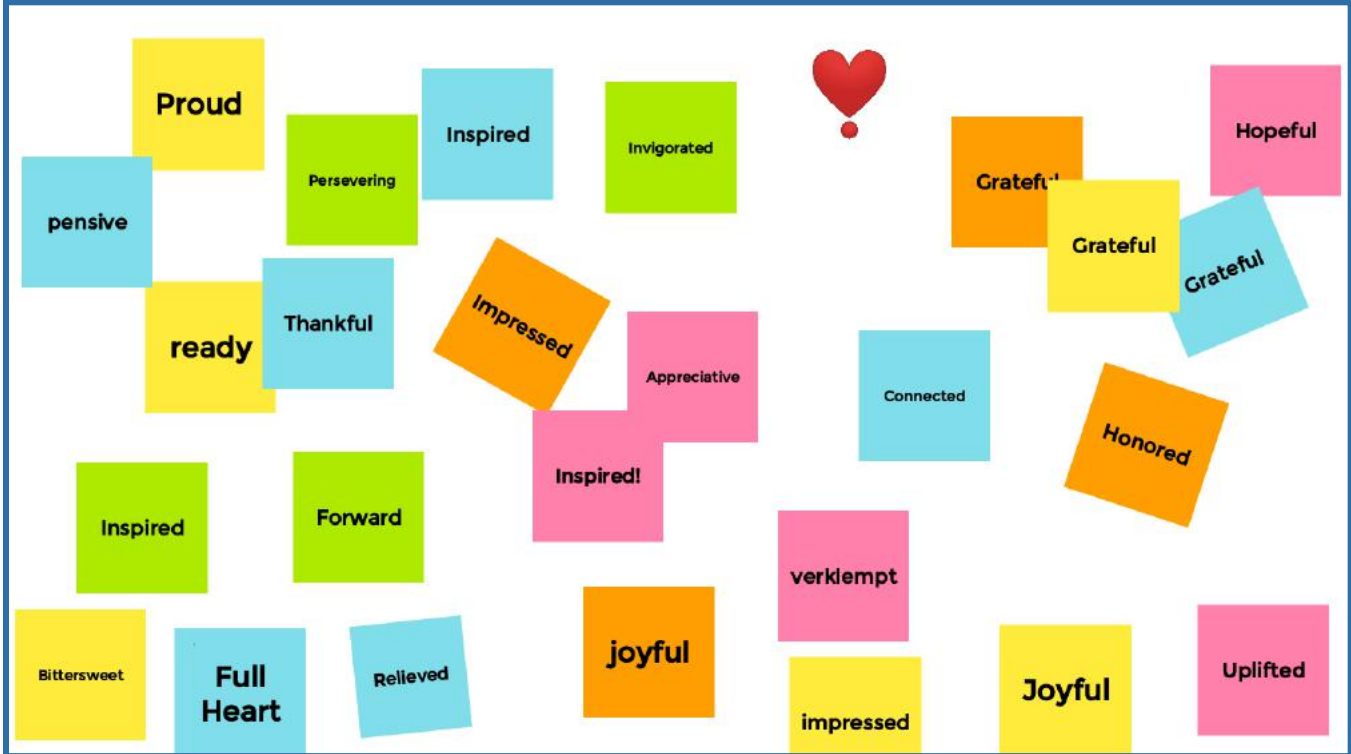 Proud
Inspired
Invigorated
Hopeful
Persevering
Grateful
pensive
Grateful
Grateful
Thankful
ready
Impressed
Appreciative
Connected
Honored
Inspired!
Forward
Inspired
verklempt
joyful
Bittersweet
Full
Heart
Relieved
Uplifted
Joyful
impressed